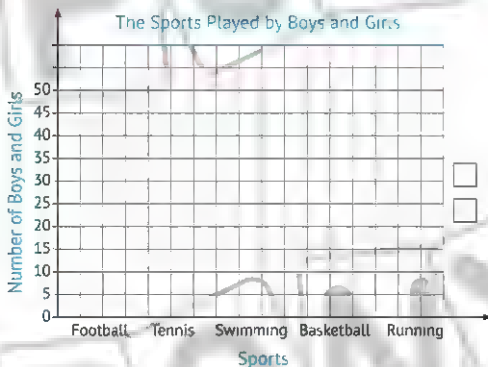 The Sports Played by Boys and Girls
Number of Boys and Girls
50
45
40
35
30
25
20
15
10
5
0
Football Tennis Swimming Basketball Running
Sports